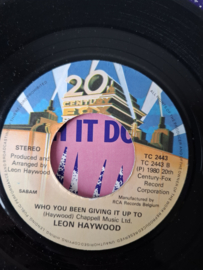 20
CENTURY
STEREO
Produced and
Arranged by
Leon Haywood
IT DO
TC 2443
TC 2443 B
(P) 1980 20th
Century-Fox
Record
Corporation
Manufactured by
RCA Records Belgium
SABAM
WHO YOU BEEN GIVING IT UP TO
(Haywood) Chappell Music Ltd.
LEON HAYWOOD